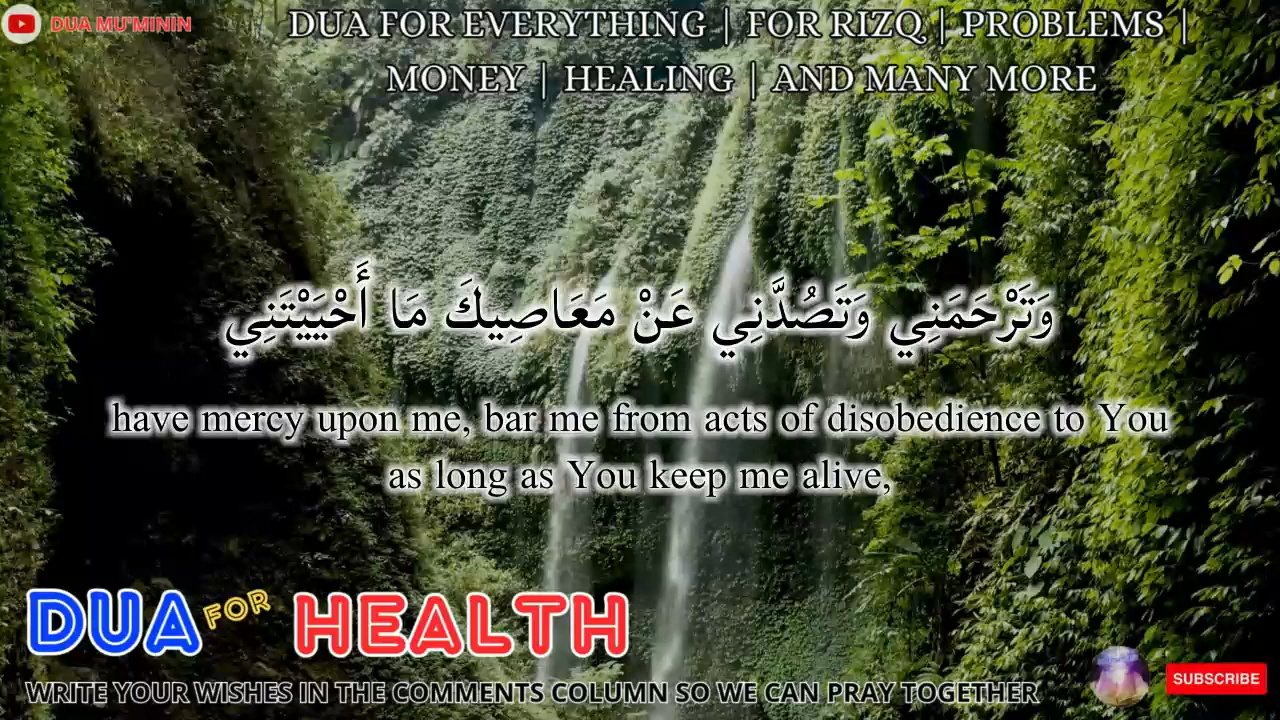 DUA MU'MININ
DUA FOR EVERYTHING | FOR RIZQ | PROBLEMS |
MONEY | HEALING | AND MANY MORE
وَتَرْحَمَنِي وَتَصُدَّنِي عَنْ مَعَاصِيكَ مَا أَحْيَيْتَنِي
have mercy upon me, bar me from acts of disobedience to You
as long as You keep me alive,
DUA FOR HEALTH
WRITE YOUR WISHES IN THE COMMENTS COLUMN SO WE CAN PRAY TOGETHER
SUBSCRIBE